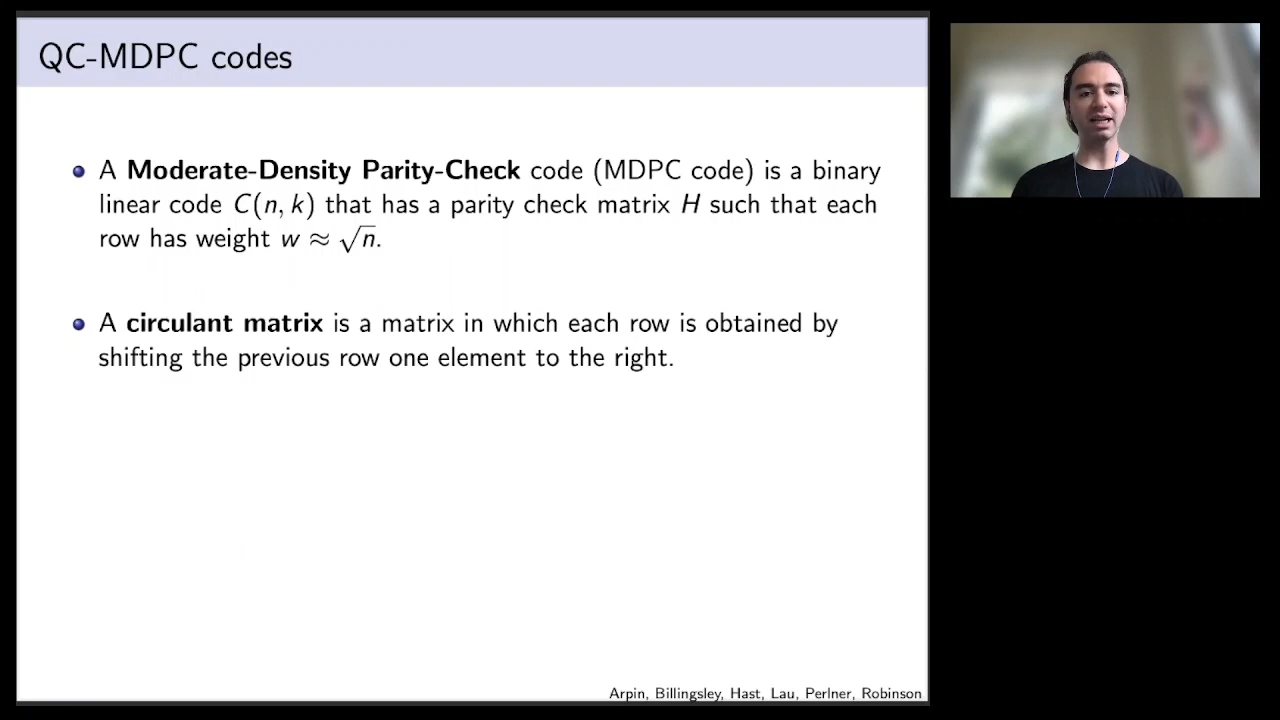 QC-MDPC codes
A Moderate-Density Parity-Check code (MDPC code) is a binary
linear code C(n, k) that has a parity check matrix H such that each
row has weight w ≈ √n.
A circulant matrix is a matrix in which each row is obtained by
shifting the previous row one element to the right.
Arpin, Billingsley, Hast, Lau, Perlner, Robinson